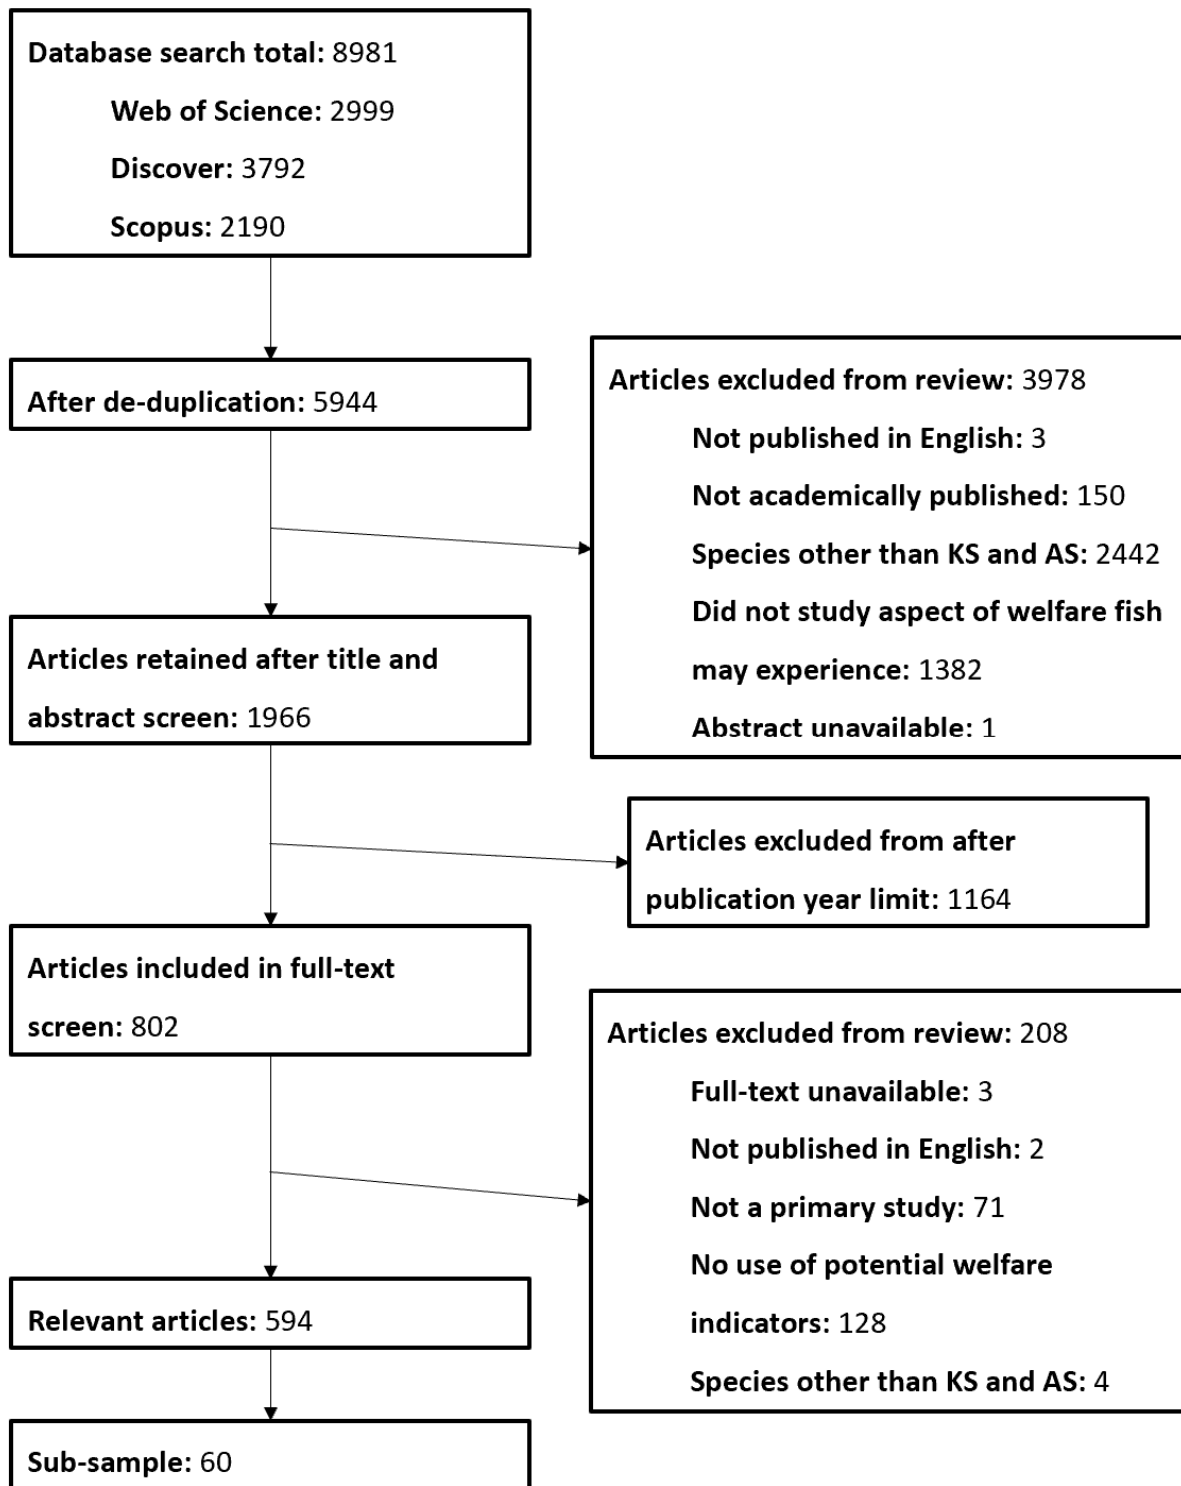 Database search total: 8981
Web of Science: 2999
Discover: 3792
Scopus: 2190
After de-duplication: 5944
Articles excluded from review: 3978
Not published in English: 3
Not academically published: 150
Species other than KS and AS: 2442
Did not study aspect of welfare fish
may experience: 1382
Abstract unavailable: 1
Articles retained after title and
abstract screen: 1966
Articles excluded from after
publication year limit: 1164
Articles included in full-text
screen: 802
Articles excluded from review: 208
Full-text unavailable: 3
Not published in English: 2
Not a primary study: 71
No use of potential welfare
indicators: 128
Species other than KS and AS: 4
Relevant articles: 594
Sub-sample: 60